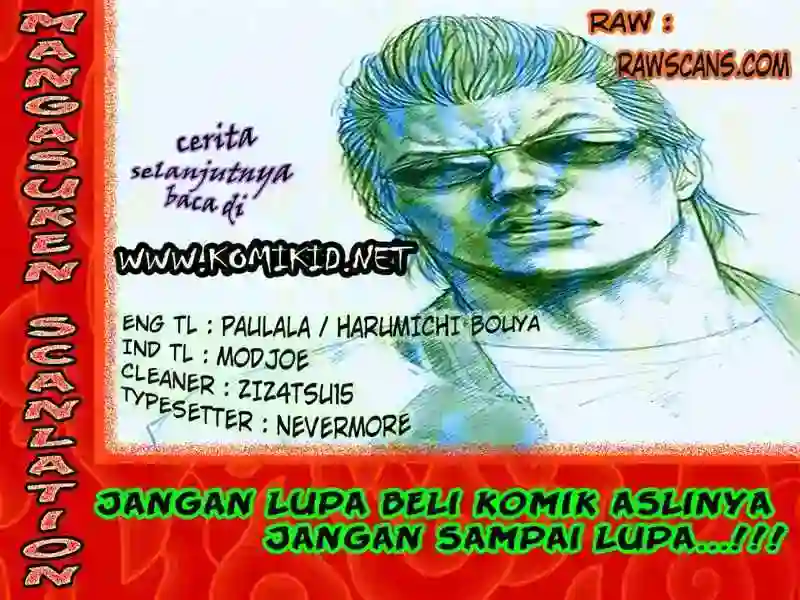 MANGASUKEN SCANLATION
RAW :
RAWSCANS.COM
cerita
selanjutnya
baca di
WWW.KOMIKID.NET
ENG TL : PAULALA / HARUMICHI BOUYA
IND TL : MODJOE
CLEANER : ZIZ4TSU15
TYPESETTER : NEVERMORE
JANGAN LUPA BELI KOMIK ASLINYA
JANGAN SAMPAI LUPA...!!!